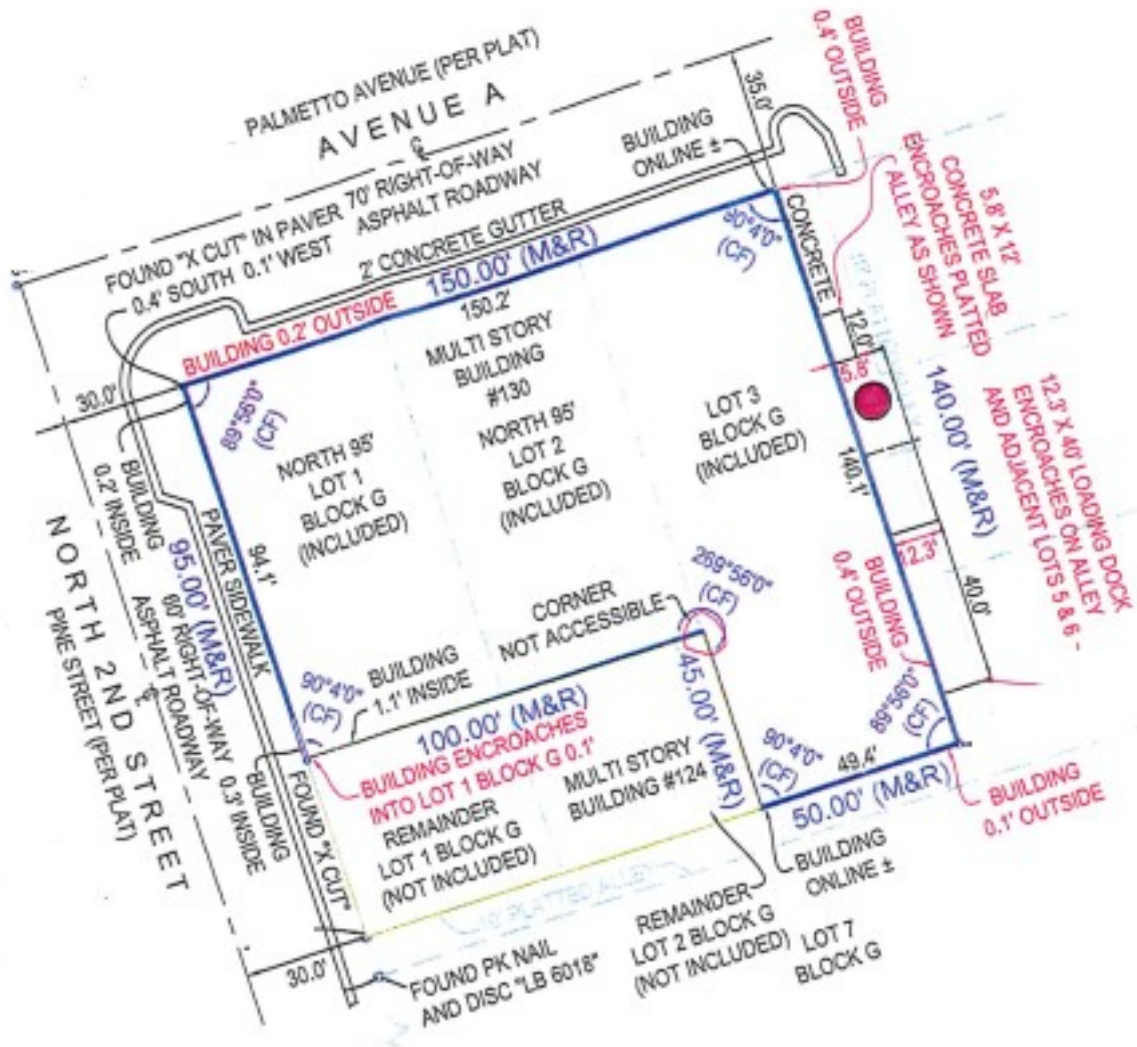 PALMETTO AVENUE (PER PLAT)
AVENUE A
FOUND "X CUT" IN PAVER
0.4' SOUTH 0.1' WEST
70' RIGHT-OF-WAY
ASPHALT ROADWAY
2' CONCRETE GUTTER
35.0'
BUILDING
ONLINE ±
BUILDING
0.4' OUTSIDE
5.8' X 12'
CONCRETE SLAB
ENCROACHES PLATTED
ALLEY AS SHOWN
CONCRETE
BUILDING 0.2' OUTSIDE
150.00' (M&R)
150.2'
90°4'0"
(CF)
30.0'
89°56'0"
(CF)
MULTI STORY
BUILDING
#130
NORTH 95'
LOT 1
BLOCK G
(INCLUDED)
NORTH 95'
LOT 2
BLOCK G
(INCLUDED)
LOT 3
BLOCK G
(INCLUDED)
12.0'
5.8'
140.00' (M&R)
140.1'
12.3' X 40' LOADING DOCK
ENCROACHES ON ALLEY
AND ADJACENT LOTS 5 & 6 -
12.3'
40.0'
BUILDING
0.4' OUTSIDE
BUILDING
0.2' INSIDE
PAVER SIDEWALK
94.1'
95.00' (M&R)
60' RIGHT-OF-WAY
ASPHALT ROADWAY
NORTH 2ND STREET
PINE STREET (PER PLAT)
269°56'0"
(CF)
CORNER
NOT ACCESSIBLE
90°4'0"
(CF)
BUILDING
1.1' INSIDE
100.00' (M&R)
45.00' (M&R)
BUILDING ENCROACHES
INTO LOT 1 BLOCK G 0.1'
REMAINDER
LOT 1 BLOCK G
(NOT INCLUDED)
MULTI STORY
BUILDING #124
90°4'0"
(CF)
89°56'0"
(CF)
49.4'
50.00' (M&R)
BUILDING
0.1' OUTSIDE
BUILDING
ONLINE ±
BUILDING
0.3' INSIDE
FOUND "X CUT"
10' PLATTED ALLEY
REMAINDER
LOT 2 BLOCK G
(NOT INCLUDED)
LOT 7
BLOCK G
30.0'
FOUND PK NAIL
AND DISC "LB 6018"